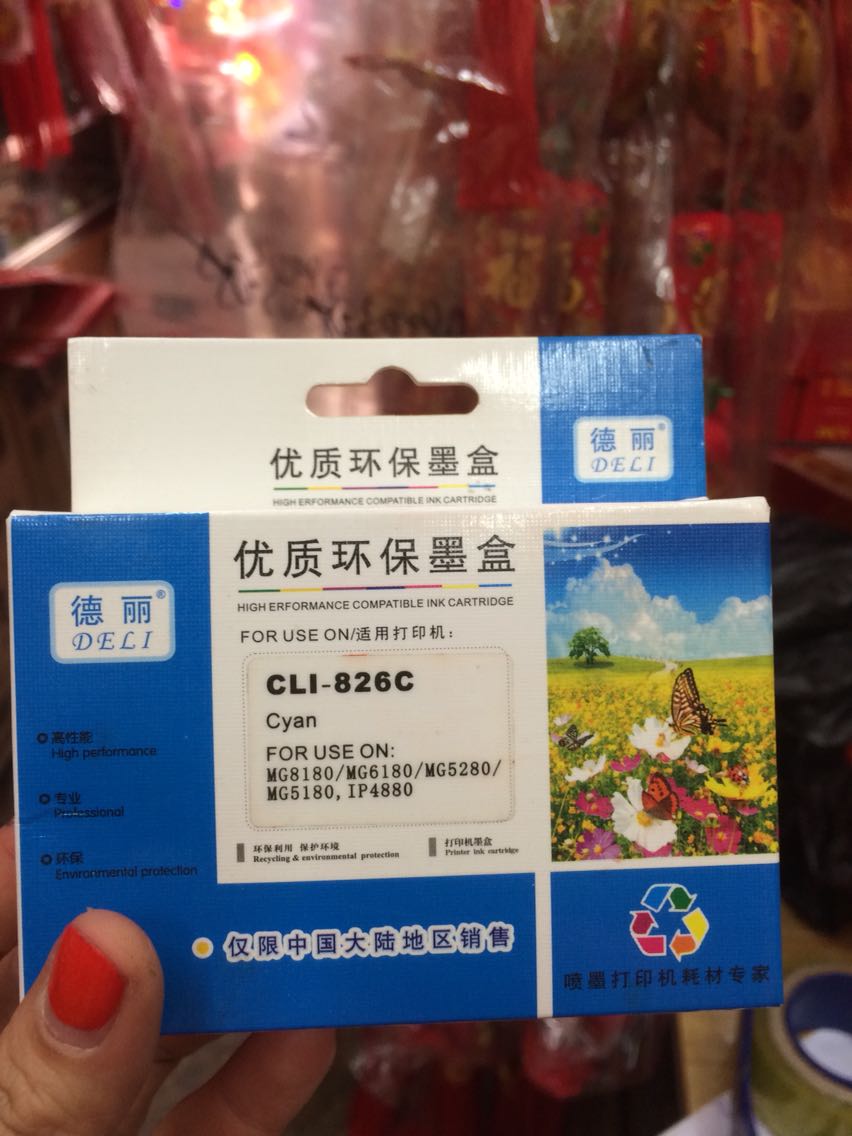 优质环保墨盒
HIGH ERFORMANCE COMPATIBLE INK CARTRIDGE
德丽®
DELI
优质环保墨盒
HIGH ERFORMANCE COMPATIBLE INK CARTRIDGE
德丽®
DELI
FOR USE ON/适用打印机：
CLI-826C
Cyan
FOR USE ON:
MG8180/MG6180/MG5280/
MG5180,IP4880
高性能
High performance
专业
Professional
环保
Environmental protection
环保利用 保护环境
Recycling & environmental protection
打印机墨盒
Printer ink cartridge
仅限中国大陆地区销售
喷墨打印机耗材专家